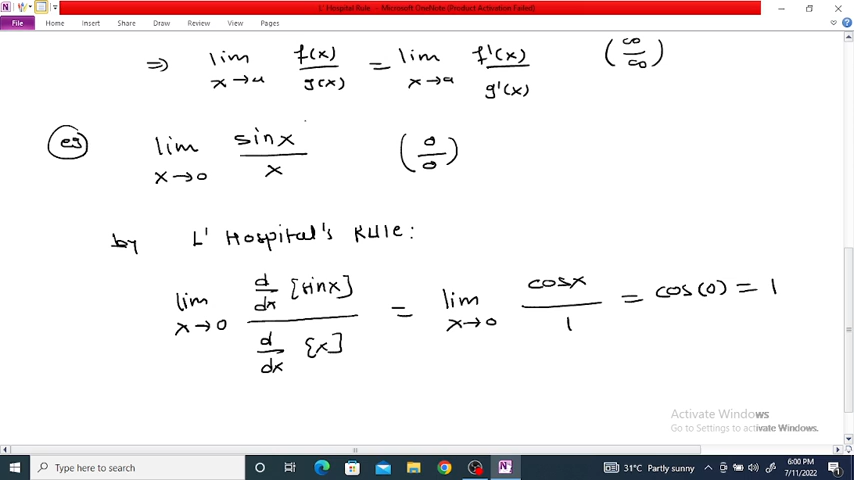 L' Hospital Rule - Microsoft OneNote (Product Activation Failed)
File Home Insert Share Draw Review View Pages
⇒ lim x→a f(x)/g(x) = lim x→a f'(x)/g'(x) (∞/∞)
eg lim x→0 sinx/x (0/0)
by L' Hospital's Rule:
lim x→0 d/dx [sinx] / d/dx {x] = lim x→0 cosx/1 = cos(0) = 1
Activate Windows
Go to Settings to activate Windows.
Type here to search
31°C Partly sunny
6:00 PM
7/11/2022